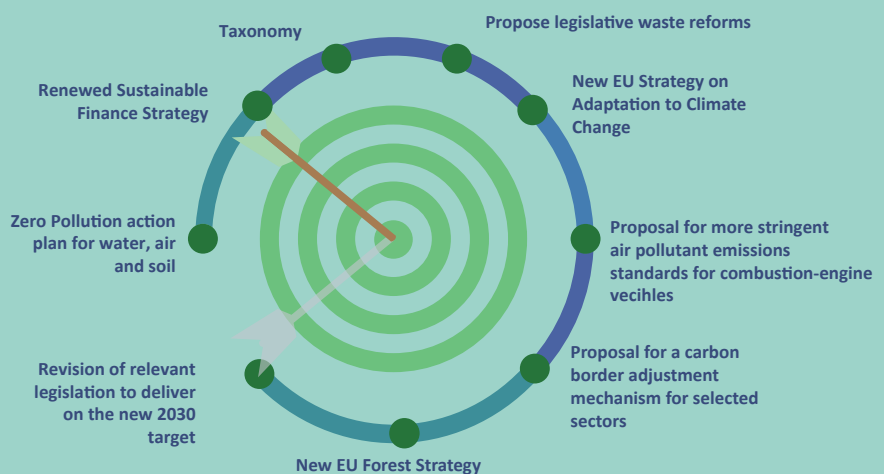 Taxonomy
Propose legislative waste reforms
Renewed Sustainable
Finance Strategy
New EU Strategy on
Adaptation to Climate
Change
Zero Pollution action
plan for water, air
and soil
Proposal for more stringent
air pollutant emissions
standards for combustion-engine
vecihles
Revision of relevant
legislation to deliver
on the new 2030
target
Proposal for a carbon
border adjustment
mechanism for selected
sectors
New EU Forest Strategy